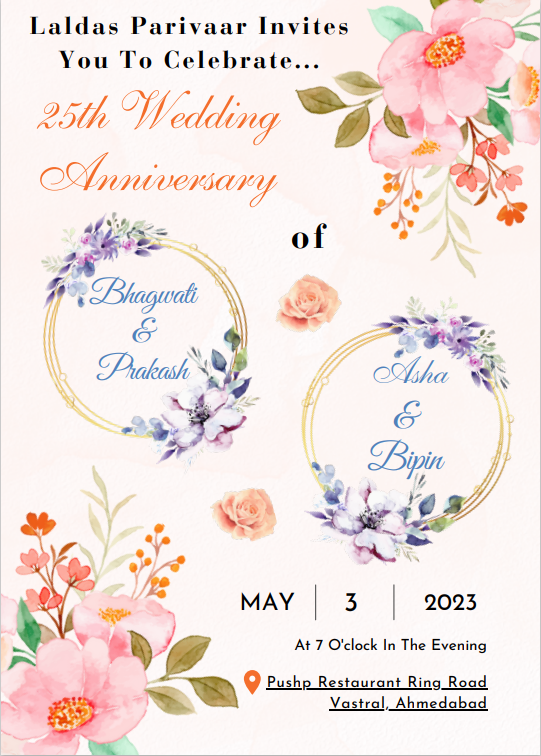 Laldas Parivaar Invites
You To Celebrate...
25th Wedding
Anniversary
of
Bhagwati
&
Prakash
Asha
&
Bipin
MAY | 3 | 2023
At 7 O'clock In The Evening
Pushp Restaurant Ring Road
Vastral, Ahmedabad